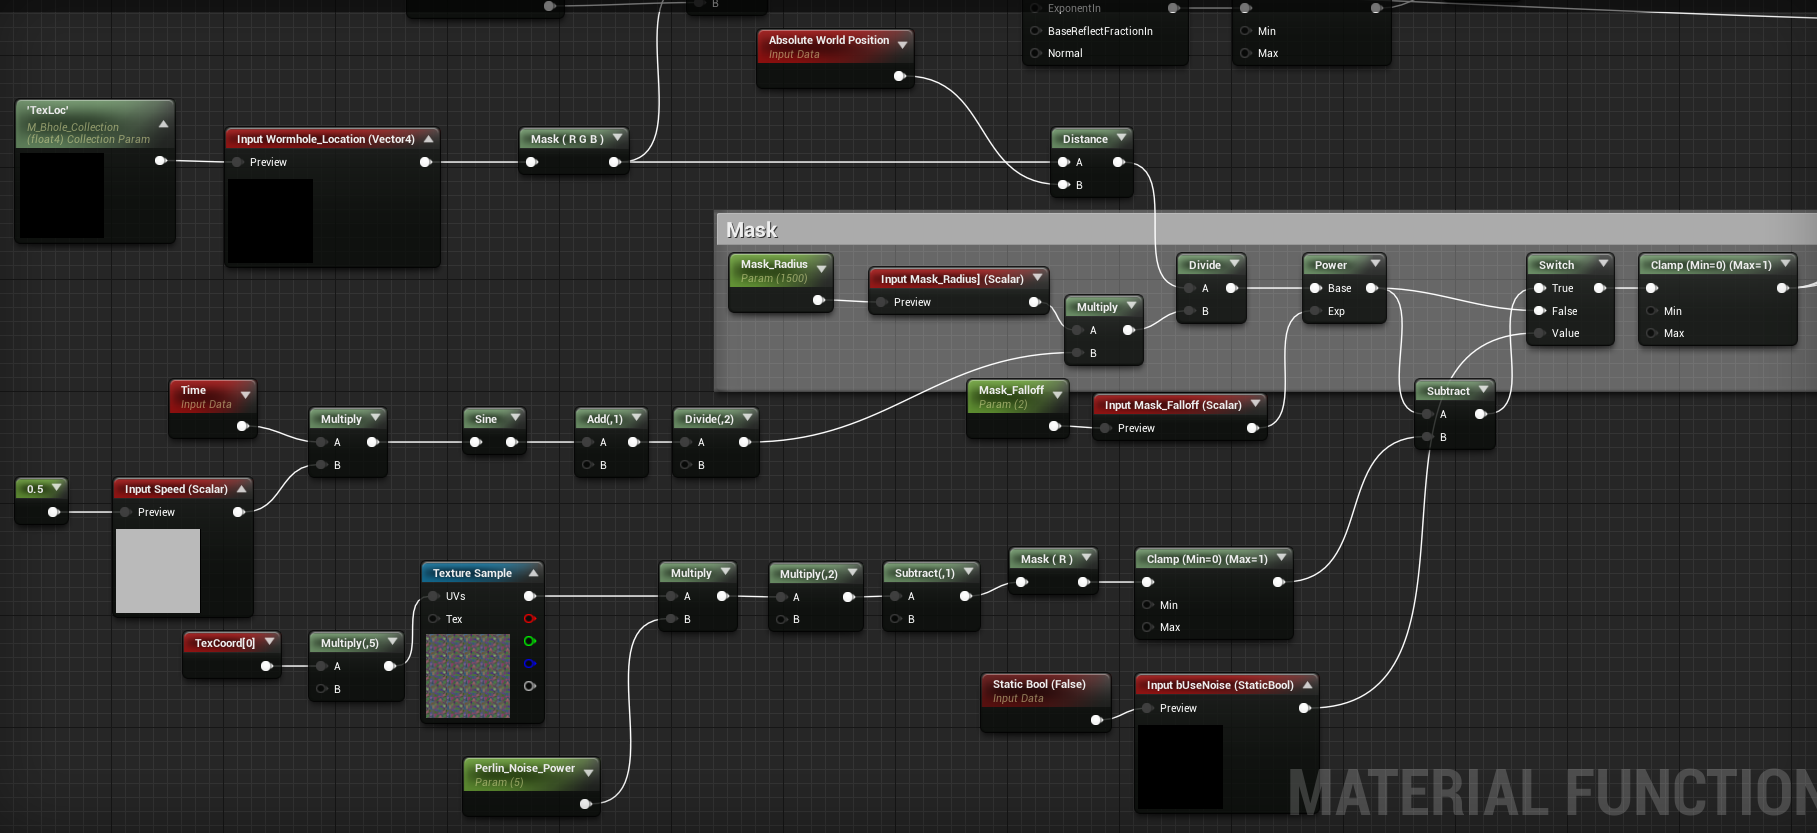 B
ExponentIn
BaseReflectFractionIn
Normal
Min
Max
Absolute World Position
Input Data
'TexLoc'
M_Bhole_Collection
(float4) Collection Param
Input Wormhole_Location (Vector4)
Preview
Mask ( R G B )
Distance
A
B
Mask
Mask_Radius
Param (1500)
Input Mask_Radius] (Scalar)
Preview
Multiply
A
B
Divide
A
B
Power
Base
Exp
Switch
True
False
Value
Clamp (Min=0) (Max=1)
Min
Max
Time
Input Data
Multiply
A
B
Sine
Add(,1)
A
B
Divide(,2)
A
B
Mask_Falloff
Param (2)
Input Mask_Falloff (Scalar)
Preview
Subtract
A
B
0.5
Input Speed (Scalar)
Preview
Texture Sample
UVs
Tex
Multiply
A
B
Multiply(,2)
A
B
Subtract(,1)
A
B
Mask ( R )
Clamp (Min=0) (Max=1)
Min
Max
TexCoord[0]
Multiply(,5)
A
B
Static Bool (False)
Input Data
Input bUseNoise (StaticBool)
Preview
Perlin_Noise_Power
Param (5)
MATERIAL FUNCTION